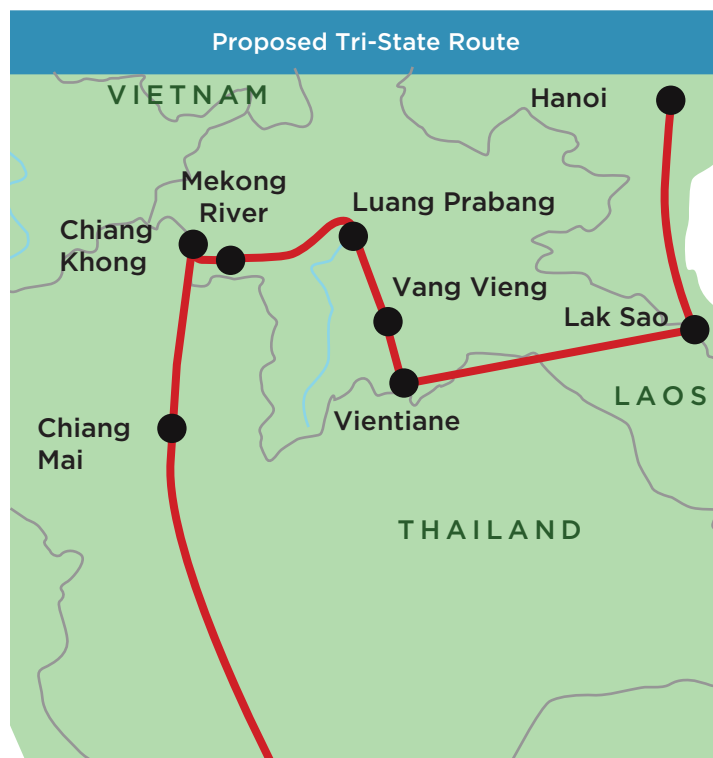 Proposed Tri-State Route
VIETNAM
Hanoi
Mekong
River
Luang Prabang
Chiang
Khong
Vang Vieng
Lak Sao
LAOS
Vientiane
Chiang
Mai
THAILAND